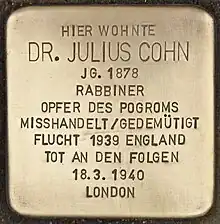 HIER WOHNTE
DR. JULIUS COHN
JG. 1878
RABBINER
OPFER DES POGROMS
MISSHANDELT/GEDEMÜTIGT
FLUCHT 1939 ENGLAND
TOT AN DEN FOLGEN
18.3.1940
LONDON